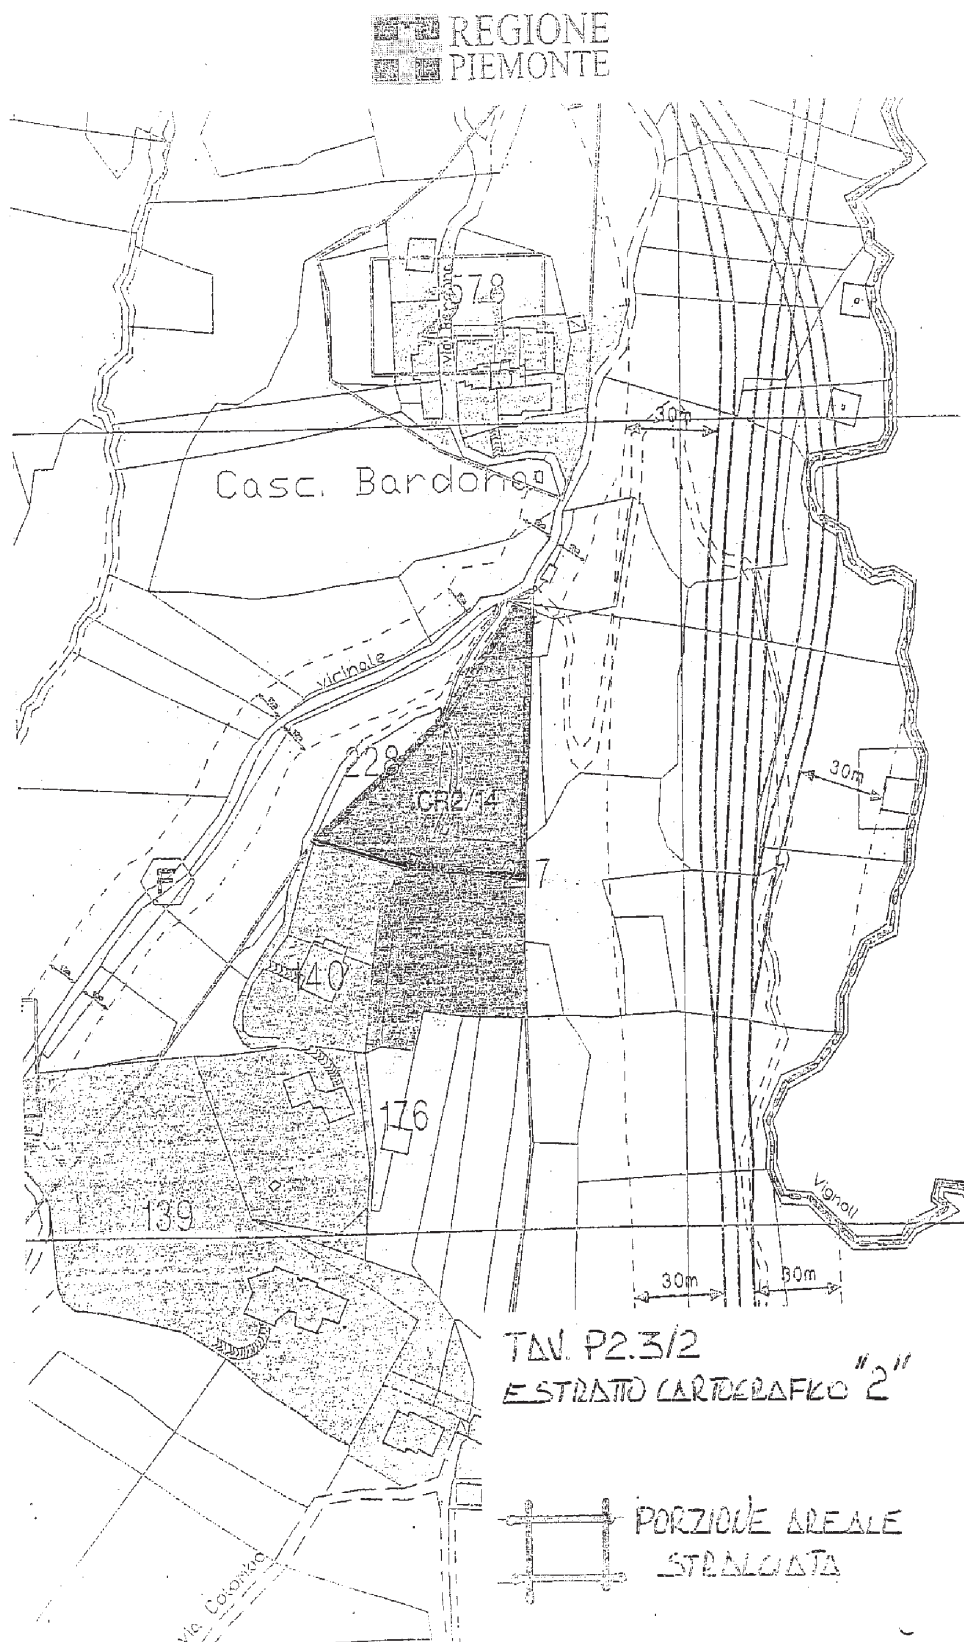 REGIONE
PIEMONTE
578
30m
Casc. Bardona
vicinale
228
CR2/14
30m
7
140
176
139
Vignoli
30m
30m
TAV. P2.3/2
ESTRATTO CARTOGRAFICO "2"
PORZIONE AREALE
STRALCIATA
via Colombo